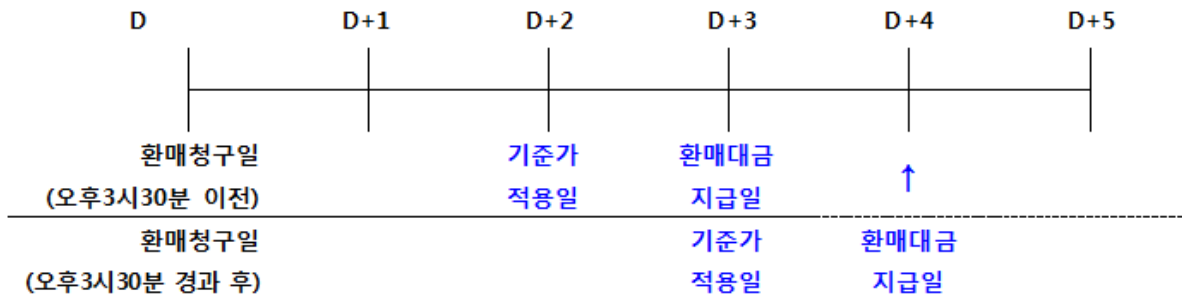 D D+1 D+2 D+3 D+4 D+5
환매청구일 기준가 환매대금
(오후3시30분 이전) 적용일 지급일 ↑
환매청구일 기준가 환매대금
(오후3시30분 경과 후) 적용일 지급일